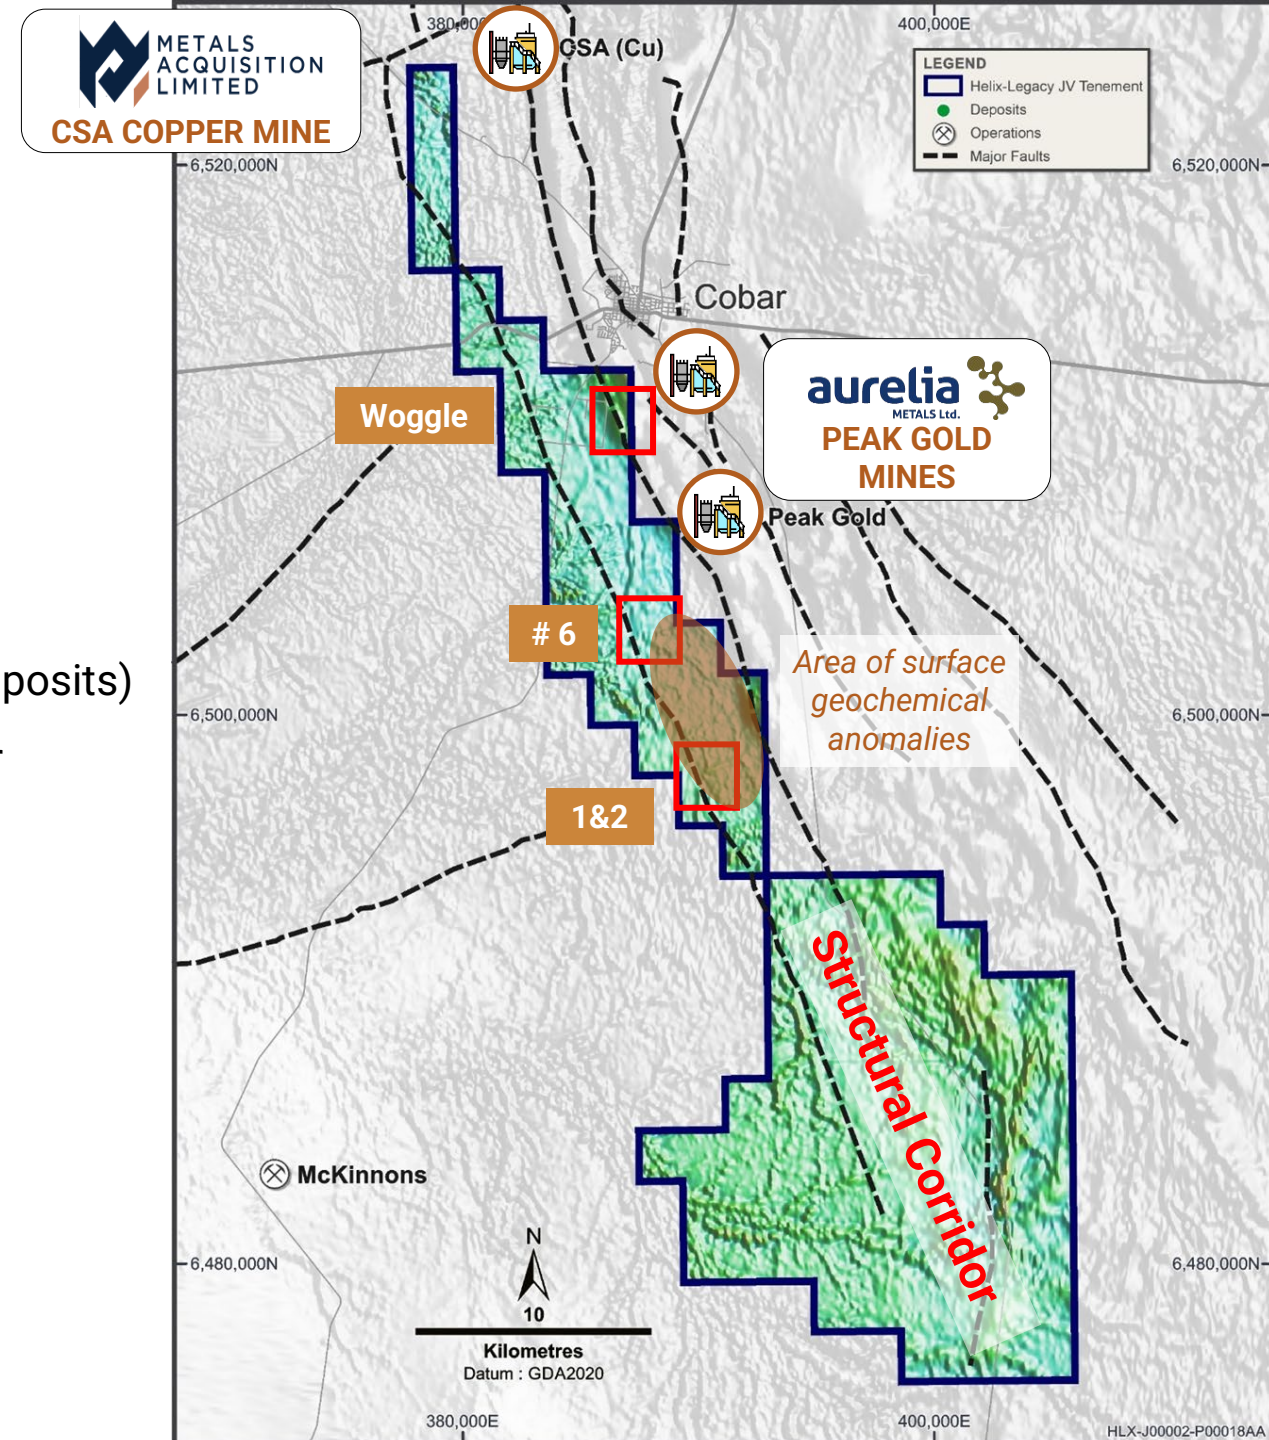 METALS
ACQUISITION
LIMITED
CSA COPPER MINE
380,000E
400,000E
CSA (Cu)
LEGEND
Helix-Legacy JV Tenement
Deposits
Operations
Major Faults
6,520,000N
6,520,000N
Cobar
aurelia
METALS Ltd.
PEAK GOLD
MINES
Woggle
Peak Gold
# 6
Area of surface
geochemical
anomalies
posits)
6,500,000N
6,500,000N
1&2
Structural Corridor
McKinnons
N
10
Kilometres
Datum : GDA2020
6,480,000N
6,480,000N
380,000E
400,000E
HLX-J00002-P00018AA